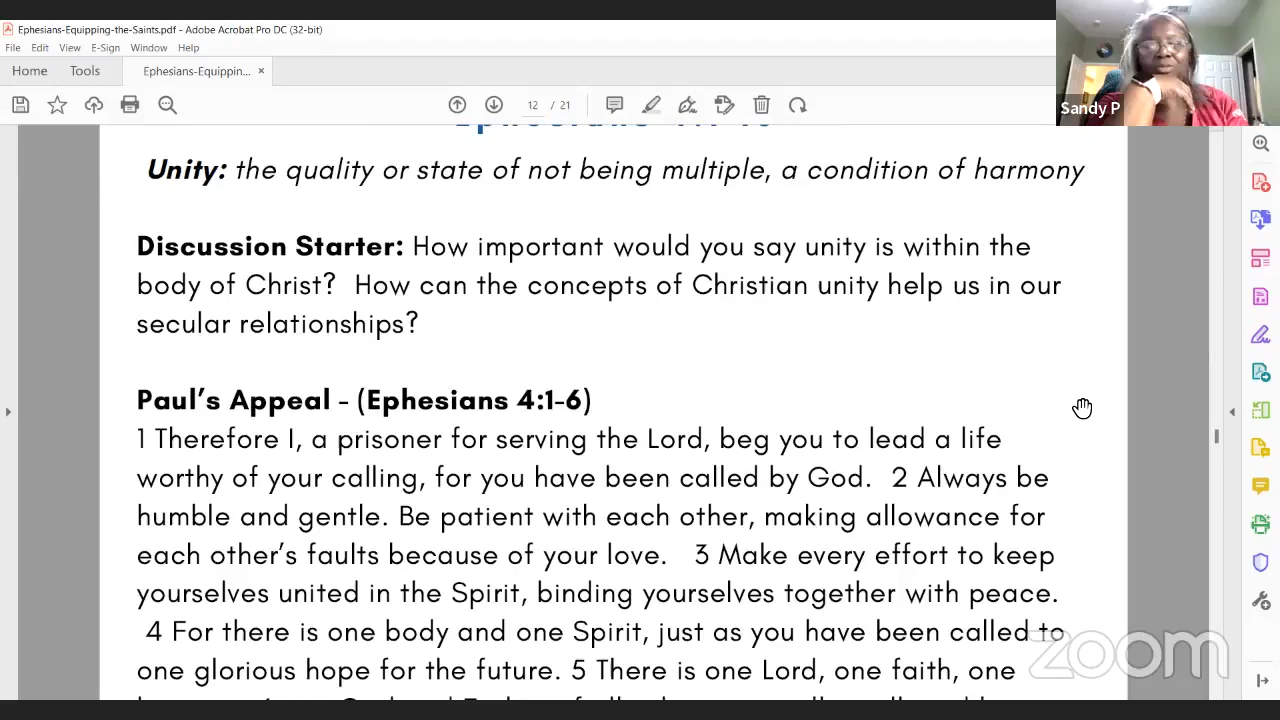 Ephesians-Equipping-the-Saints.pdf - Adobe Acrobat Pro DC (32-bit)
File Edit View E-Sign Window Help
Home Tools Ephesians-Equippin... ×
12 / 21
Sandy P
Unity: the quality or state of not being multiple, a condition of harmony
Discussion Starter: How important would you say unity is within the
body of Christ? How can the concepts of Christian unity help us in our
secular relationships?
Paul's Appeal - (Ephesians 4:1-6)
1 Therefore I, a prisoner for serving the Lord, beg you to lead a life
worthy of your calling, for you have been called by God. 2 Always be
humble and gentle. Be patient with each other, making allowance for
each other's faults because of your love. 3 Make every effort to keep
yourselves united in the Spirit, binding yourselves together with peace.
4 For there is one body and one Spirit, just as you have been called to
one glorious hope for the future. 5 There is one Lord, one faith, one
zoom